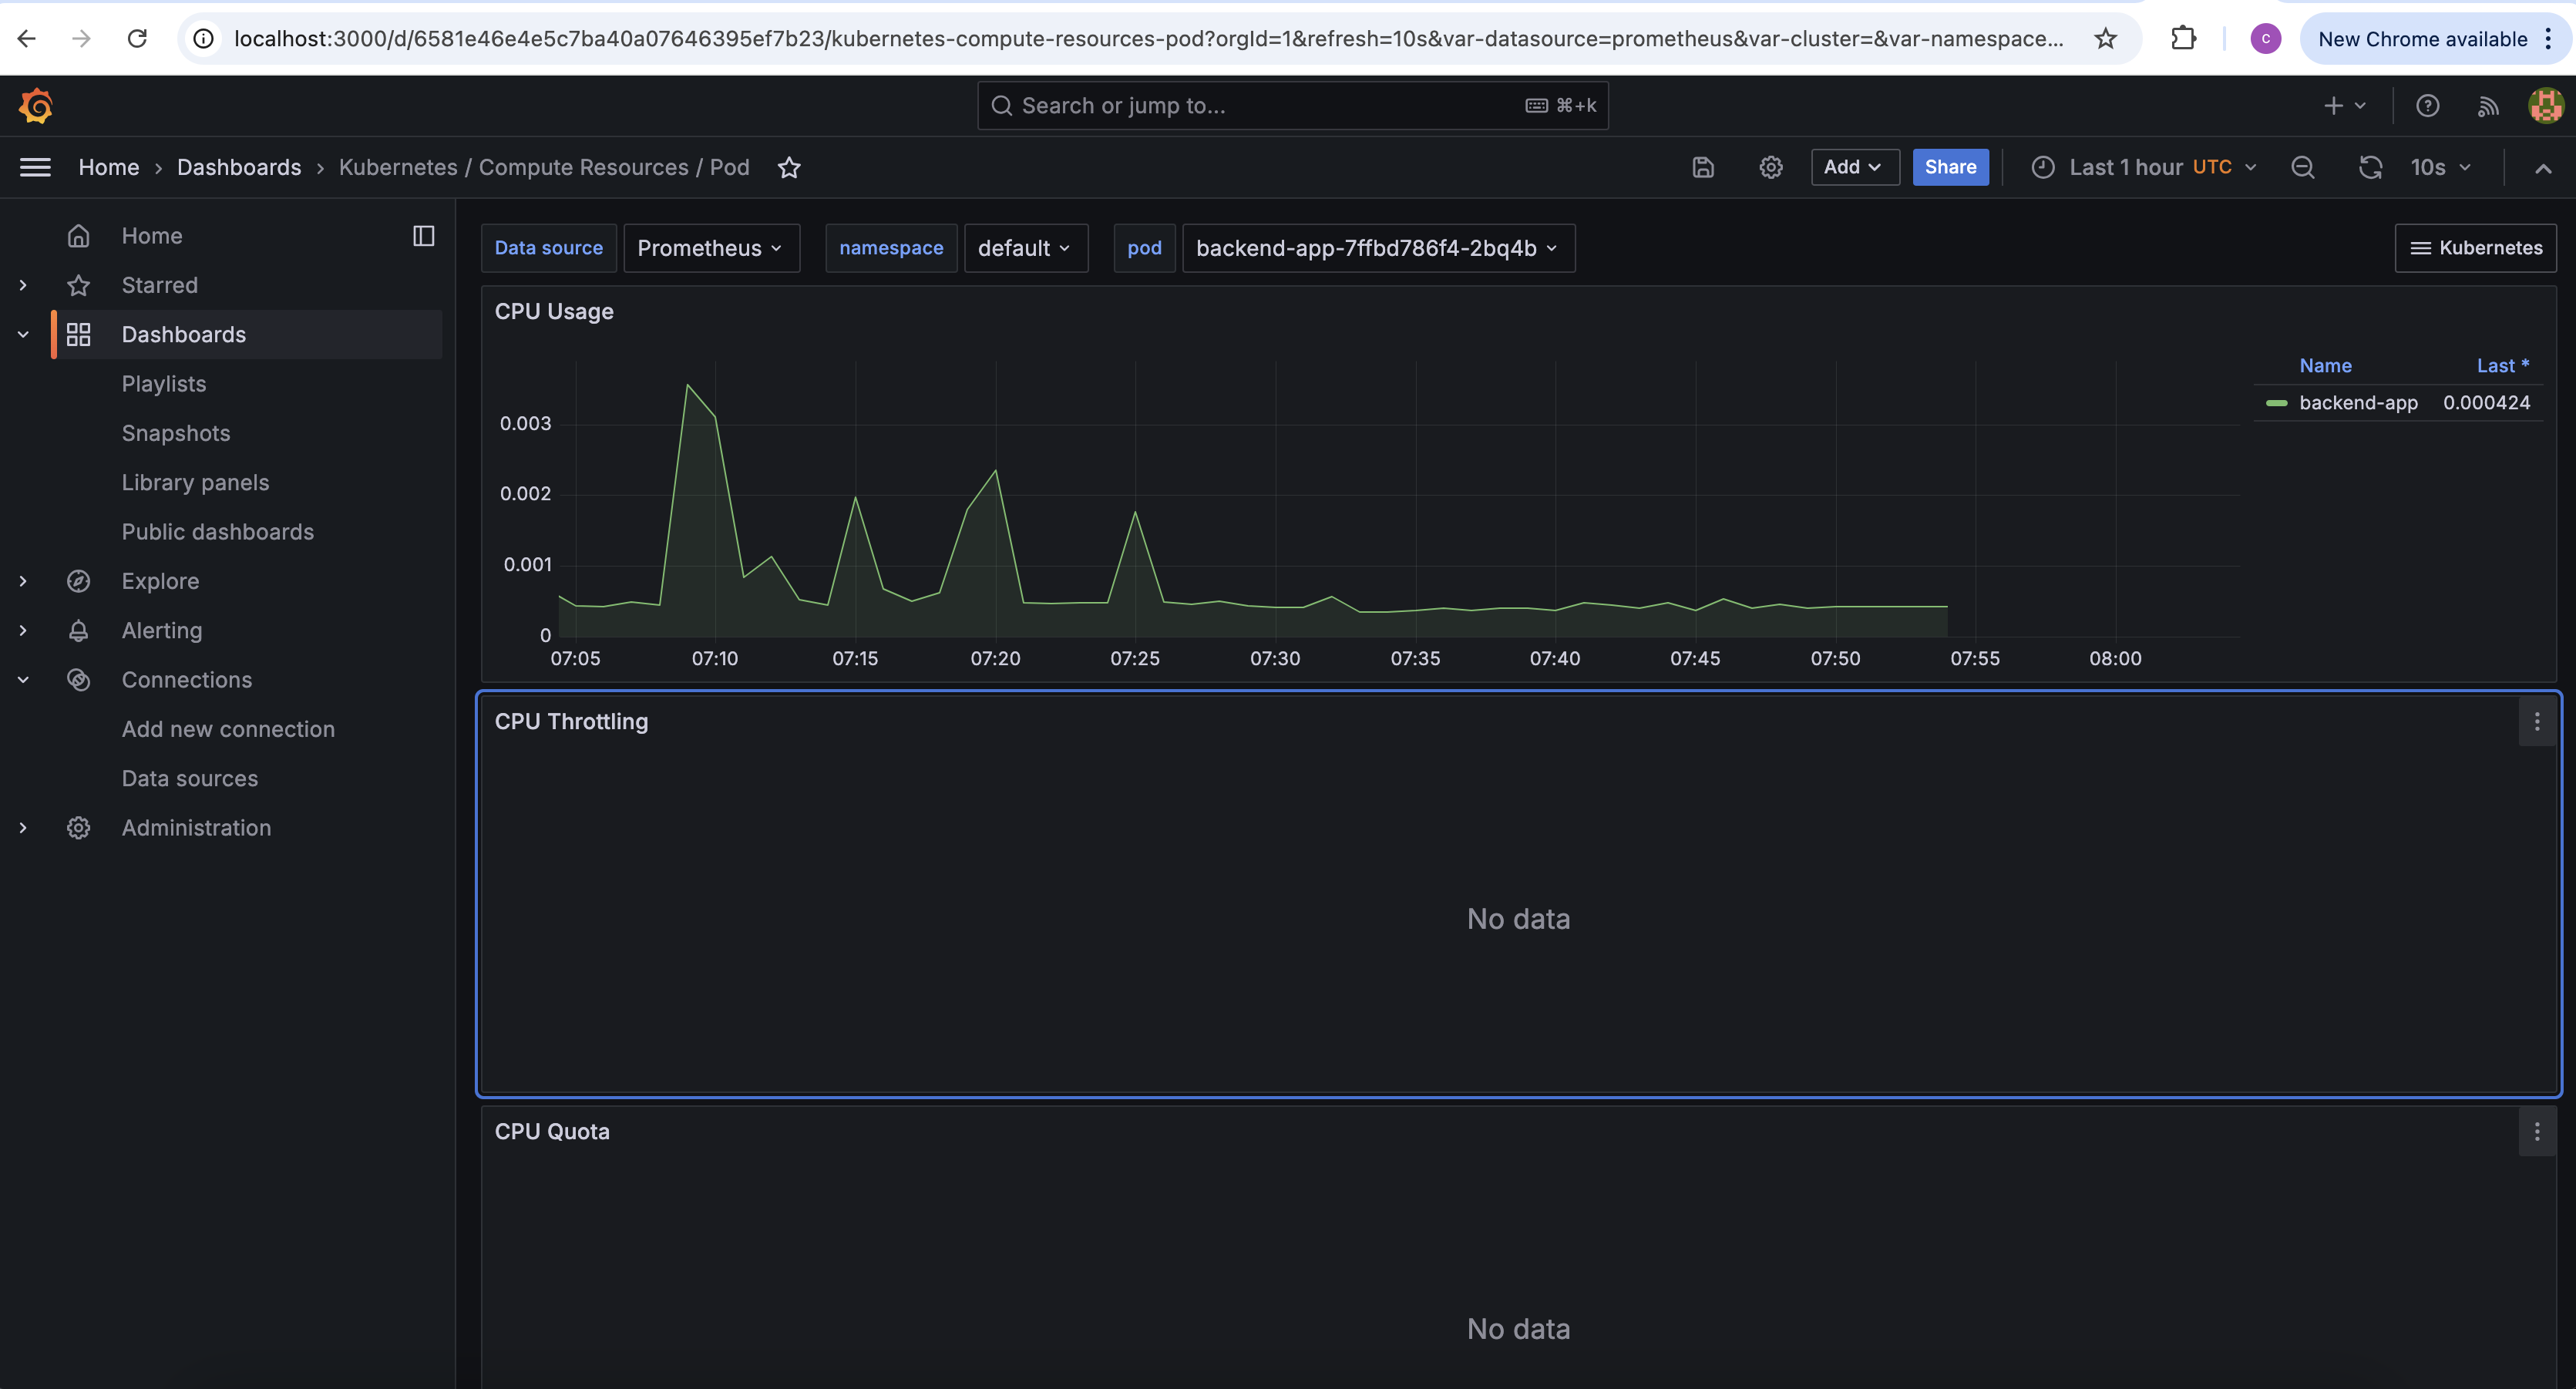 localhost:3000/d/6581e46e4e5c7ba40a07646395ef7b23/kubernetes-compute-resources-pod?orgId=1&refresh=10s&var-datasource=prometheus&var-cluster=&var-namespace...
C
New Chrome available
Search or jump to...
⌘+k
Home › Dashboards › Kubernetes / Compute Resources / Pod
Add
Share
Last 1 hour UTC
10s
Home
Starred
Dashboards
Playlists
Snapshots
Library panels
Public dashboards
Explore
Alerting
Connections
Add new connection
Data sources
Administration
Data source Prometheus
namespace default
pod backend-app-7ffbd786f4-2bq4b
Kubernetes
CPU Usage
0.003
0.002
0.001
0
07:05 07:10 07:15 07:20 07:25 07:30 07:35 07:40 07:45 07:50 07:55 08:00
Name Last *
backend-app 0.000424
CPU Throttling
No data
CPU Quota
No data